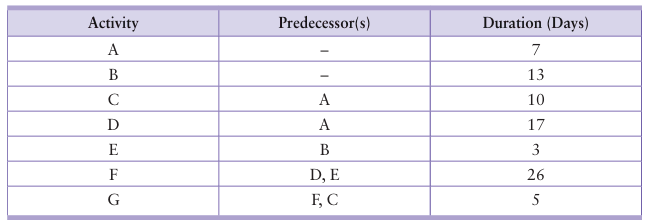 Activity Predecessor(s) Duration (Days)
A – 7
B – 13
C A 10
D A 17
E B 3
F D, E 26
G F, C 5